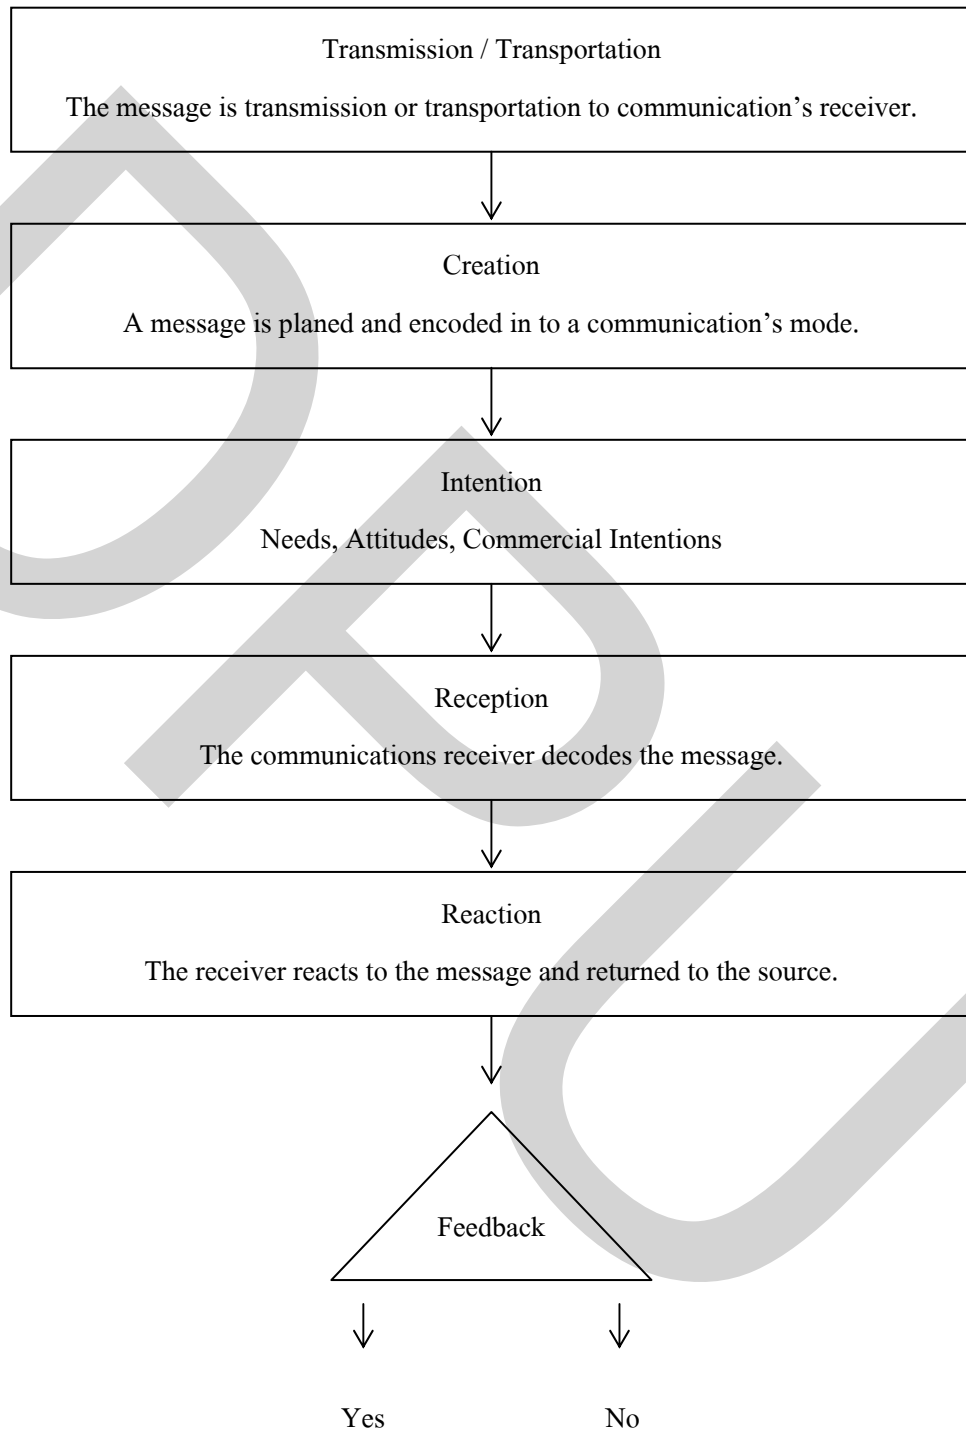 Transmission / Transportation
The message is transmission or transportation to communication’s receiver.
Creation
A message is planed and encoded in to a communication’s mode.
Intention
Needs, Attitudes, Commercial Intentions
Reception
The communications receiver decodes the message.
Reaction
The receiver reacts to the message and returned to the source.
Feedback
Yes No